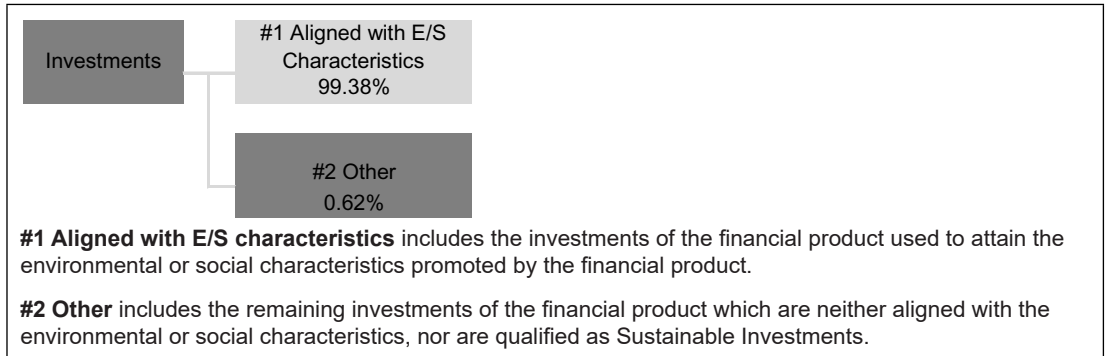 Investments
#1 Aligned with E/S
Characteristics
99.38%
#2 Other
0.62%
#1 Aligned with E/S characteristics includes the investments of the financial product used to attain the
environmental or social characteristics promoted by the financial product.
#2 Other includes the remaining investments of the financial product which are neither aligned with the
environmental or social characteristics, nor are qualified as Sustainable Investments.